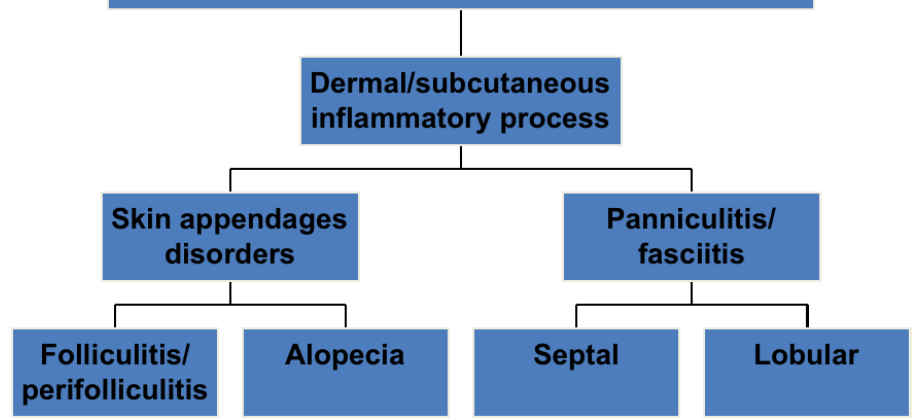 Dermal/subcutaneous
inflammatory process
Skin appendages
disorders
Panniculitis/
fasciitis
Folliculitis/
perifolliculitis
Alopecia
Septal
Lobular